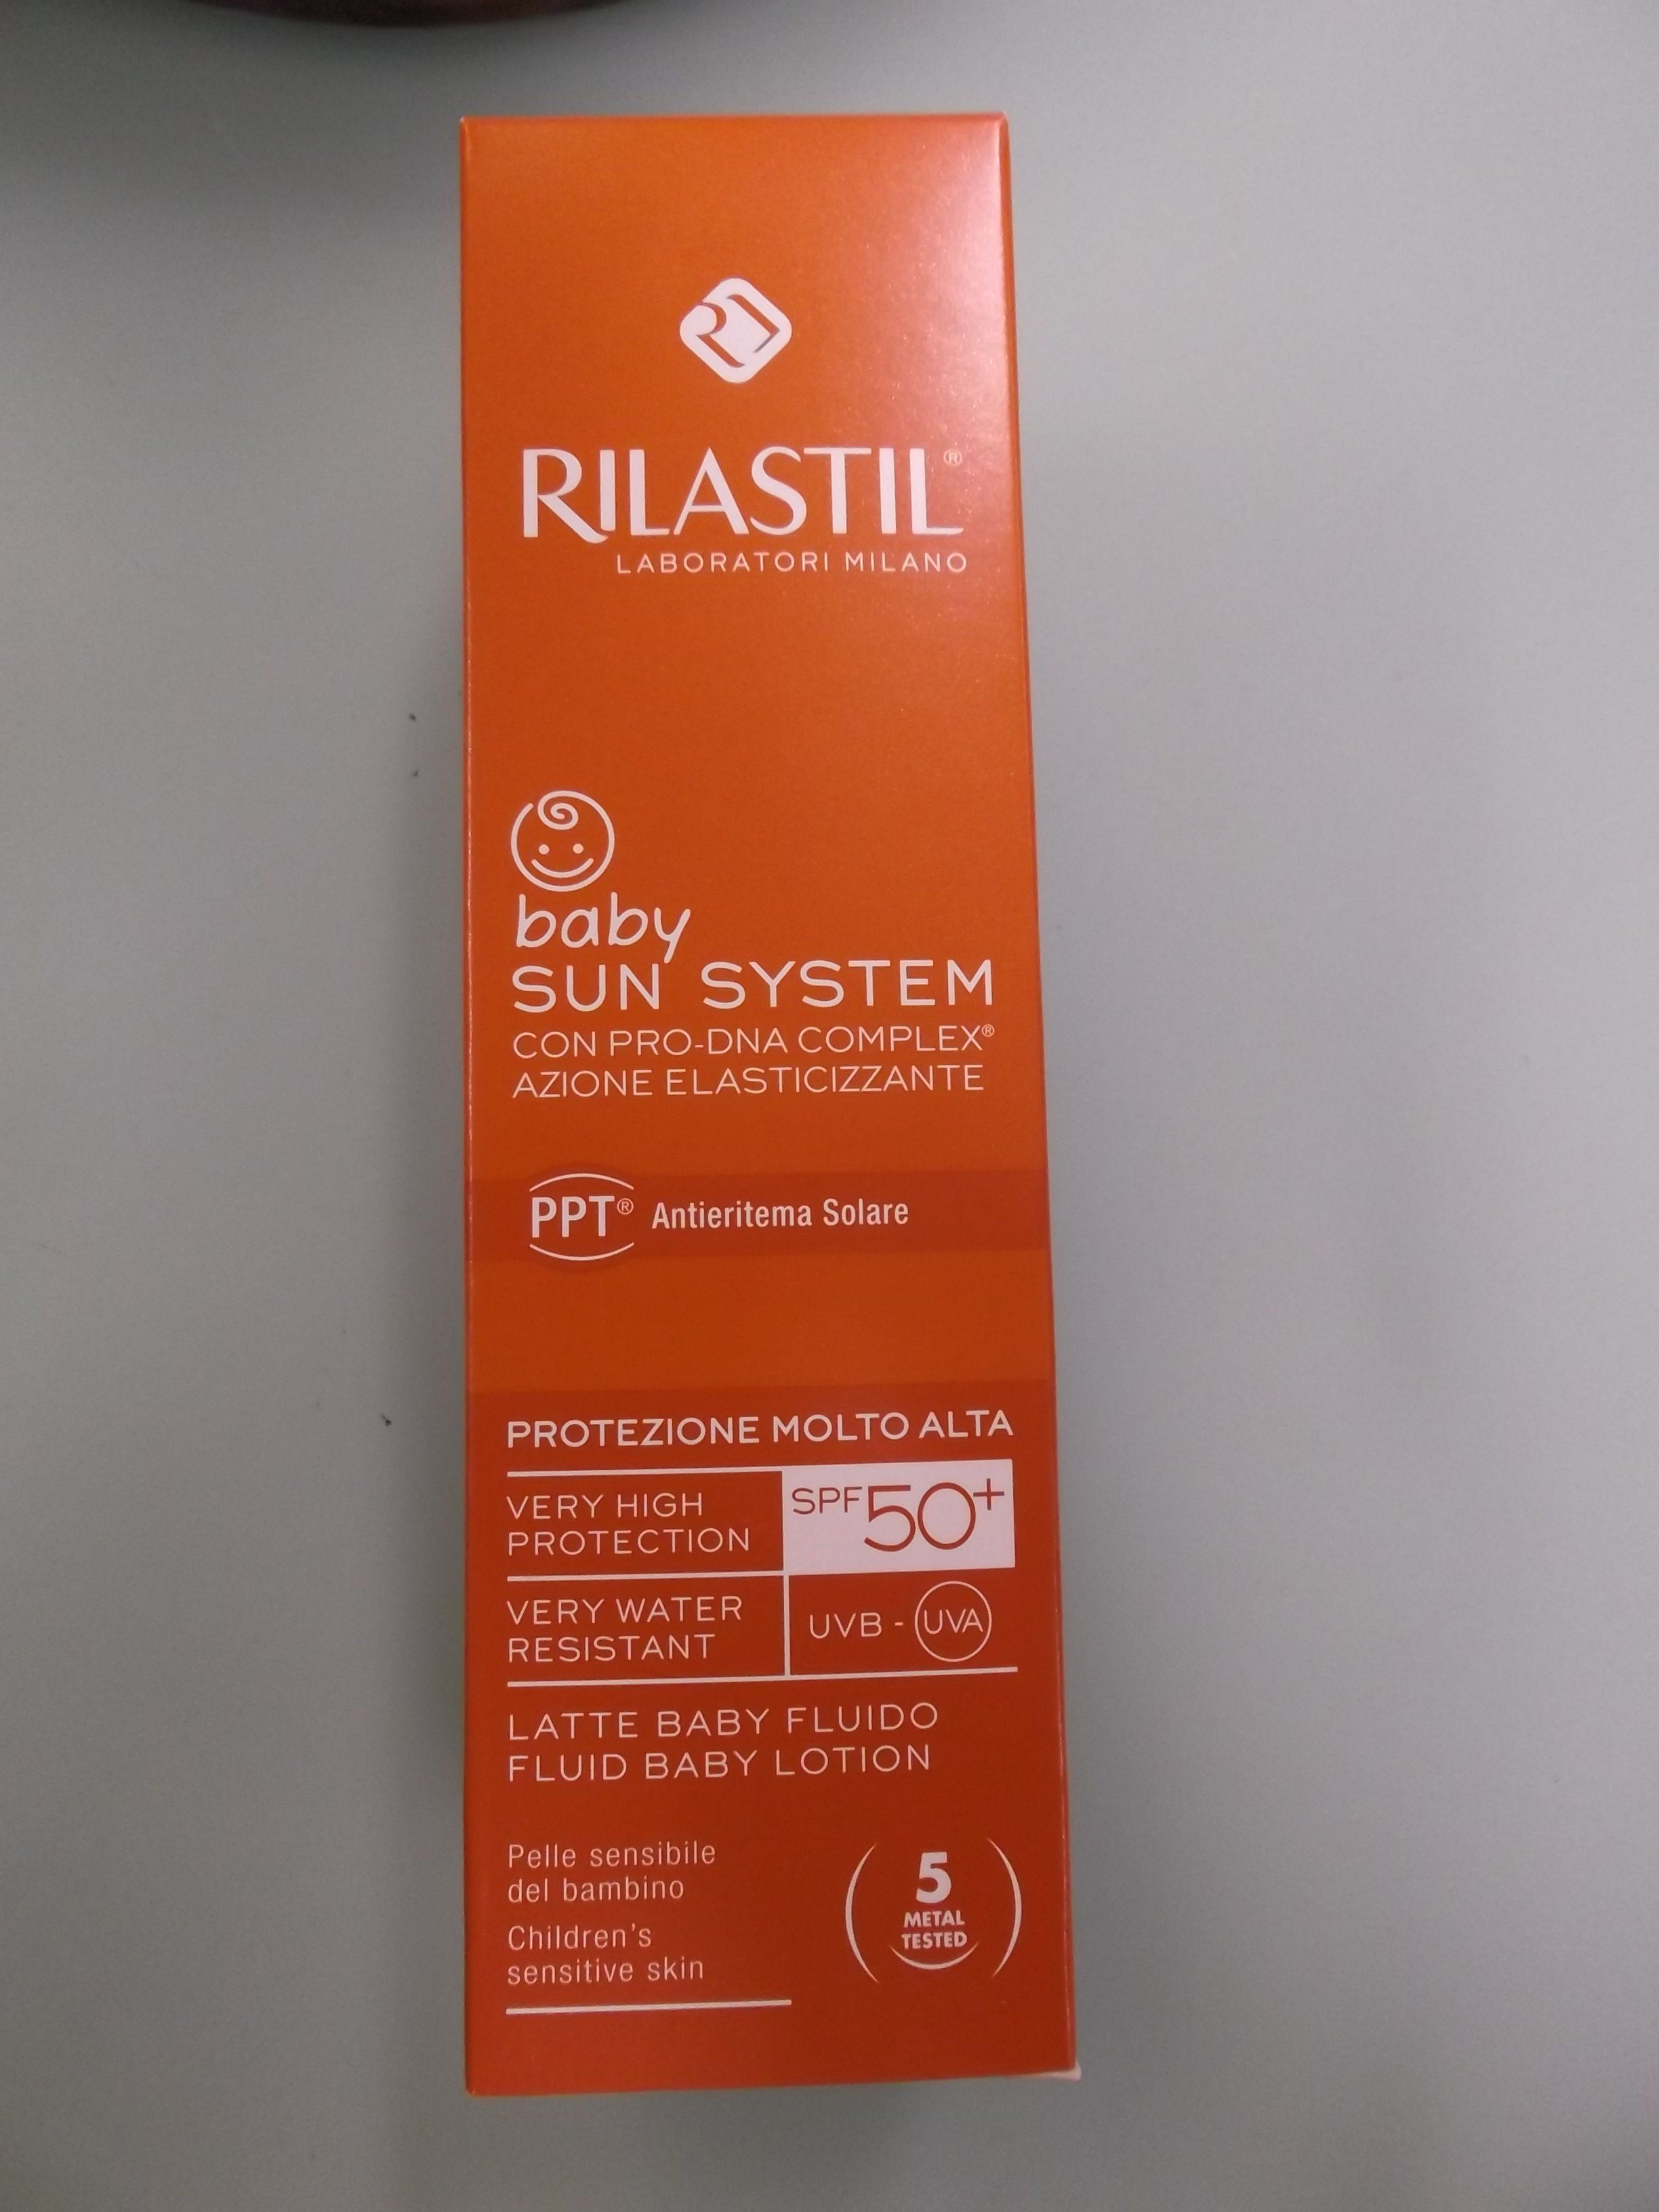 RILASTIL®
LABORATORI MILANO
baby
SUN SYSTEM
CON PRO-DNA COMPLEX®
AZIONE ELASTICIZZANTE
PPT® Antieritema Solare
PROTEZIONE MOLTO ALTA
VERY HIGH
PROTECTION
SPF 50+
VERY WATER
RESISTANT
UVB - UVA
LATTE BABY FLUIDO
FLUID BABY LOTION
Pelle sensibile
del bambino
Children's
sensitive skin
5
METAL
TESTED